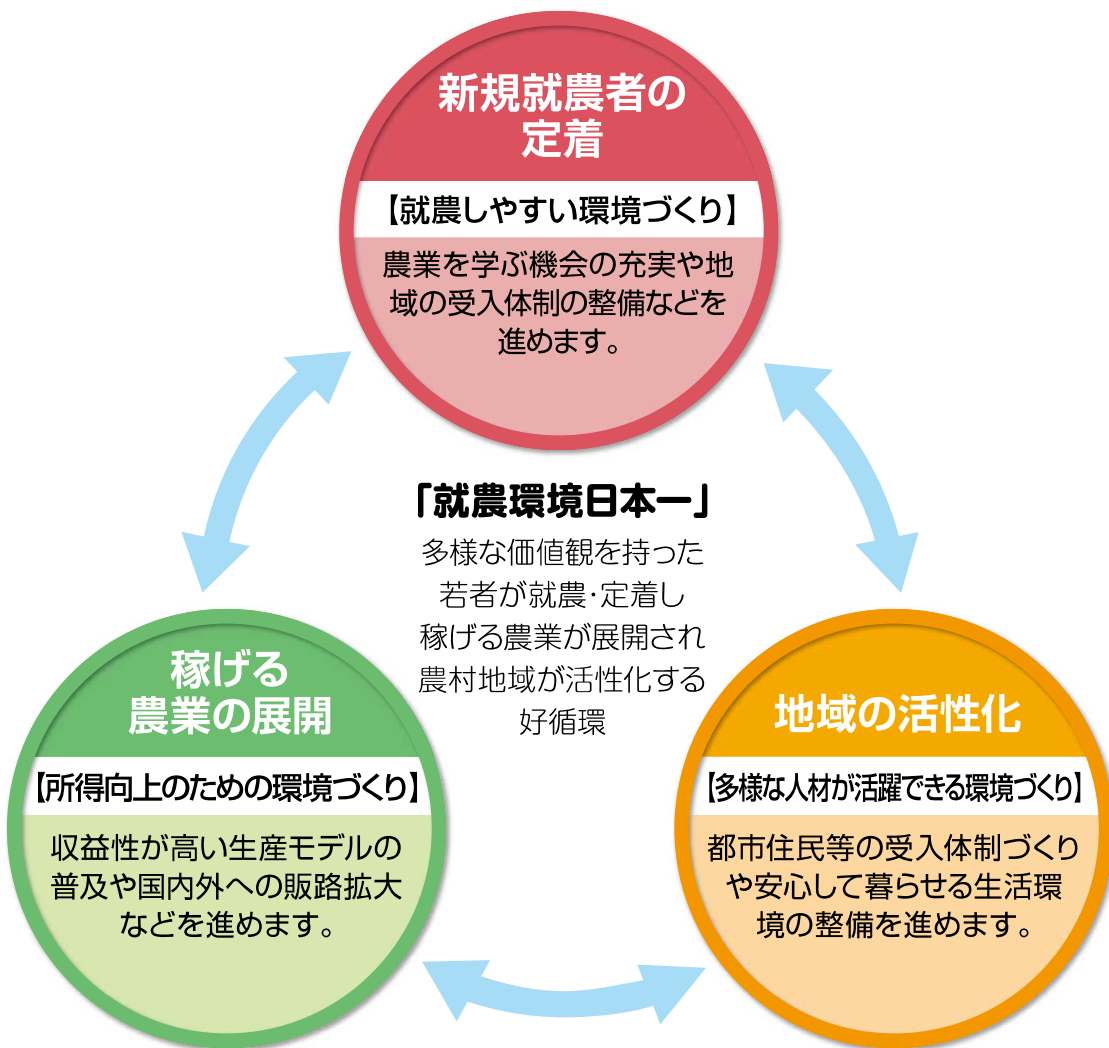 新規就農者の
定着
【就農しやすい環境づくり】
農業を学ぶ機会の充実や地
域の受入体制の整備などを
進めます。
「就農環境日本一」
多様な価値観を持った
若者が就農・定着し
稼げる農業が展開され
農村地域が活性化する
好循環
稼げる
農業の展開
【所得向上のための環境づくり】
収益性が高い生産モデルの
普及や国内外への販路拡大
などを進めます。
地域の活性化
【多様な人材が活躍できる環境づくり】
都市住民等の受入体制づくり
や安心して暮らせる生活環
境の整備を進めます。